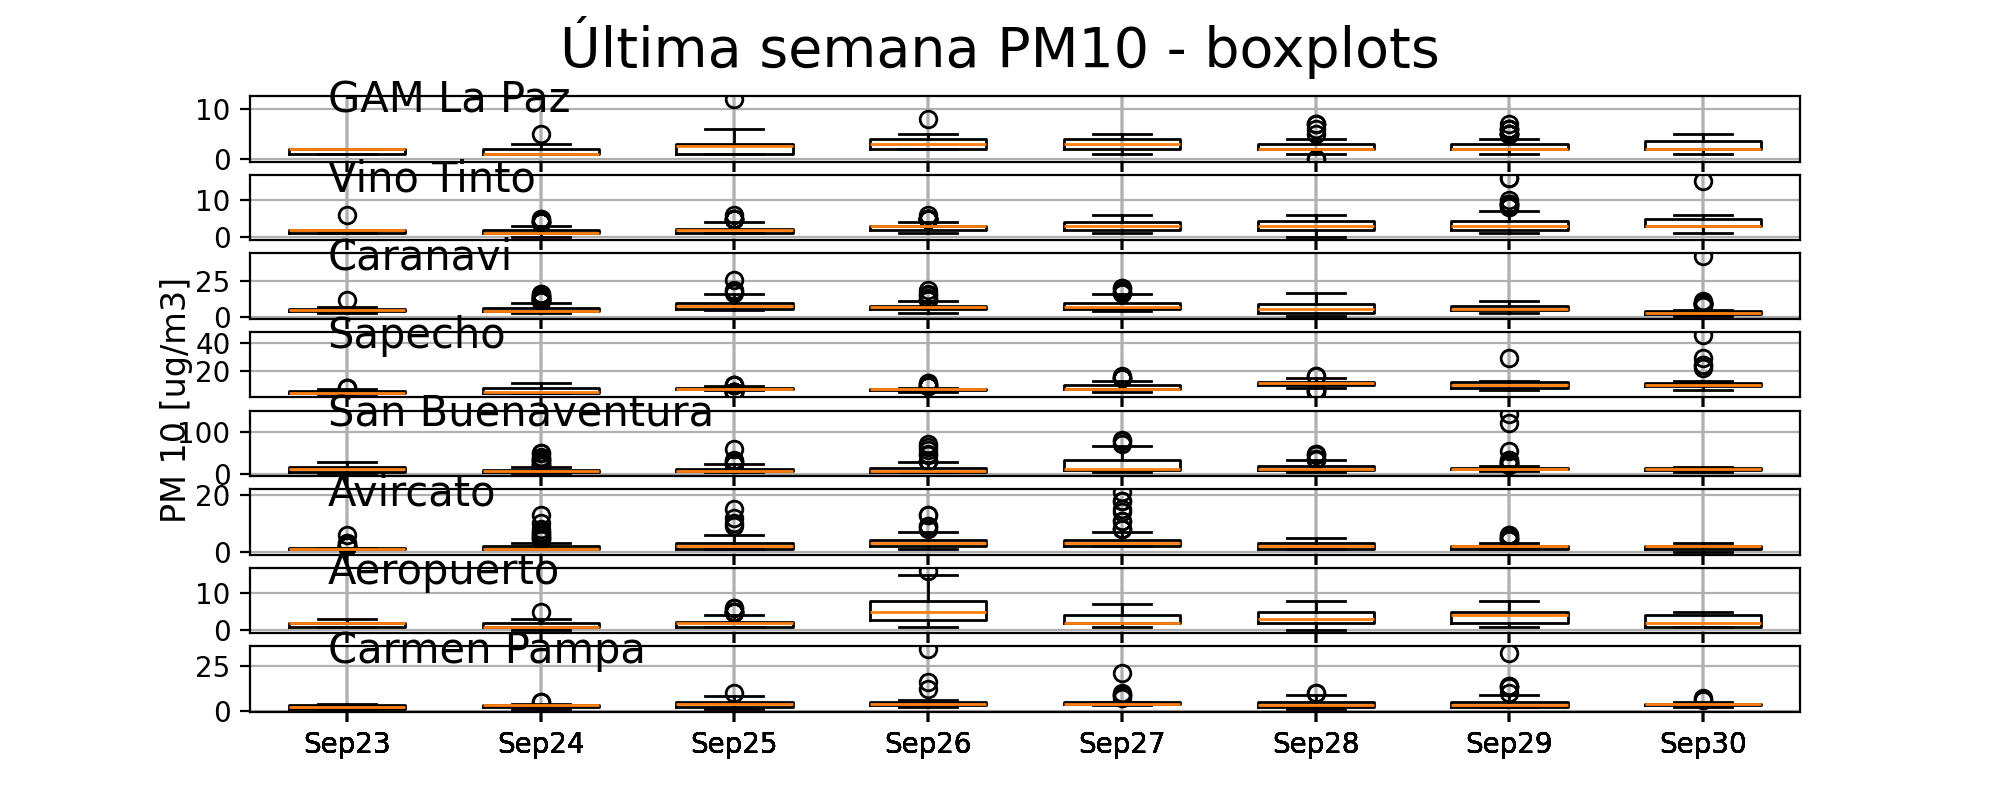 Última semana PM10 - boxplots
GAM La Paz
10
0
Vino Tinto
10
0
Caranavi
25
0
Sapecho
40
20
San Buenaventura
100
0
Avircato
20
0
Aeropuerto
10
0
Carmen Pampa
25
0
PM 10 [ug/m3]
Sep23 Sep24 Sep25 Sep26 Sep27 Sep28 Sep29 Sep30